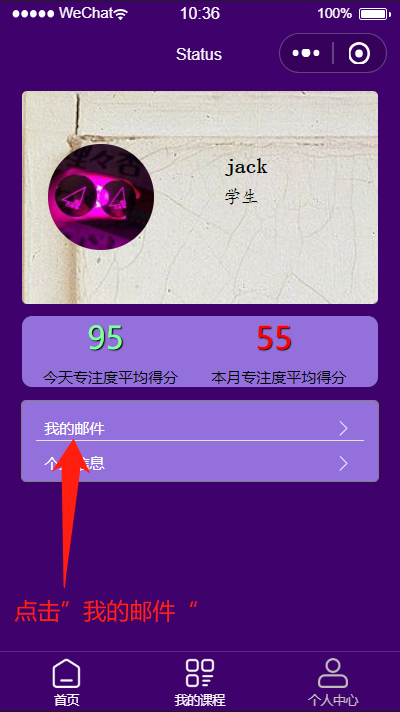 WeChat 10:36 100%
Status
jack
学生
95 55
今天专注度平均得分 本月专注度平均得分
我的邮件
个人信息
点击”我的邮件“
首页 我的课程 个人中心